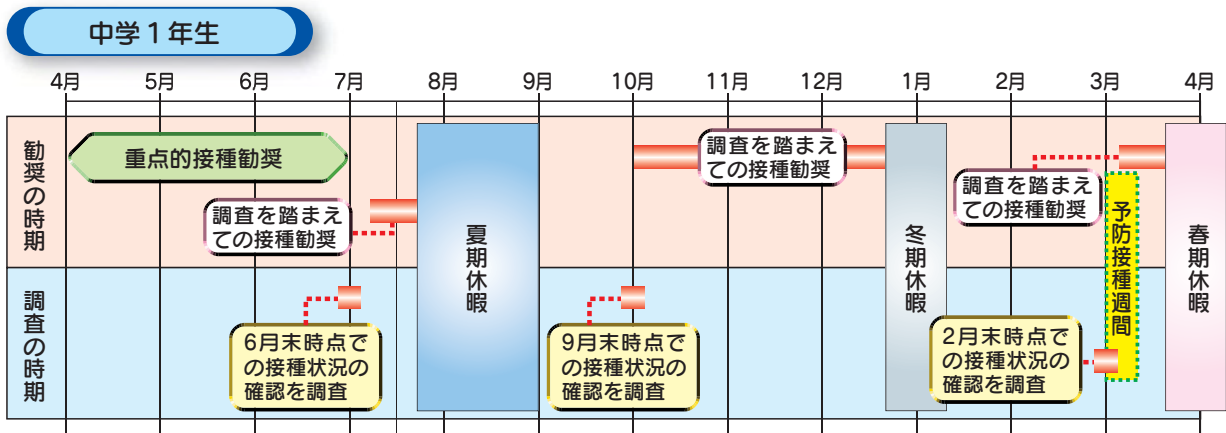 中学1年生
4月 5月 6月 7月 8月 9月 10月 11月 12月 1月 2月 3月 4月
勧奨の時期
重点的接種勧奨
調査を踏まえ
ての接種勧奨
夏期休暇
調査を踏まえ
ての接種勧奨
冬期休暇
調査を踏まえ
ての接種勧奨
予防接種週間
春期休暇
調査の時期
6月末時点で
の接種状況の
確認を調査
9月末時点で
の接種状況の
確認を調査
2月末時点で
の接種状況の
確認を調査